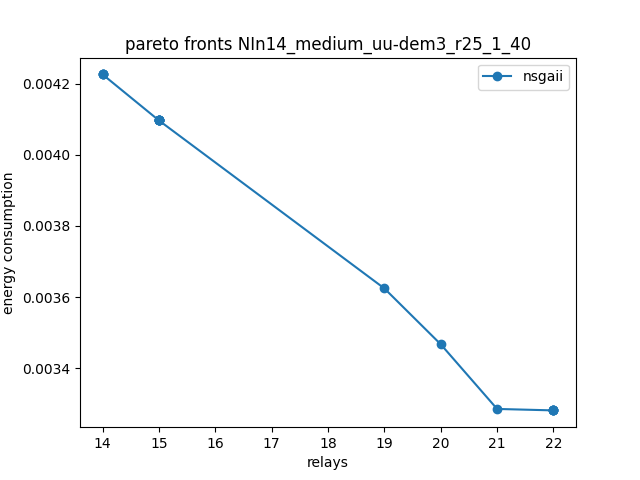 pareto fronts NIn14_medium_uu-dem3_r25_1_40
nsgaii
energy consumption
0.0042
0.0040
0.0038
0.0036
0.0034
14 15 16 17 18 19 20 21 22
relays